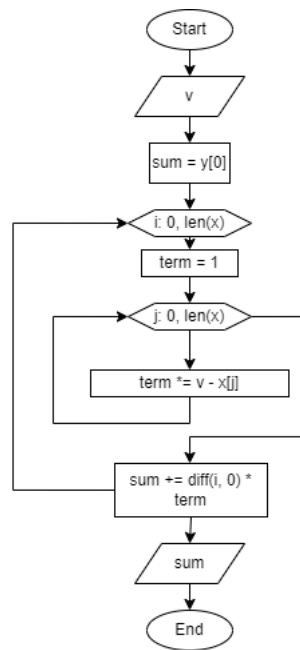 Start
v
sum = y[0]
i: 0, len(x)
term = 1
j: 0, len(x)
term *= v - x[j]
sum += diff(i, 0) *
term
sum
End